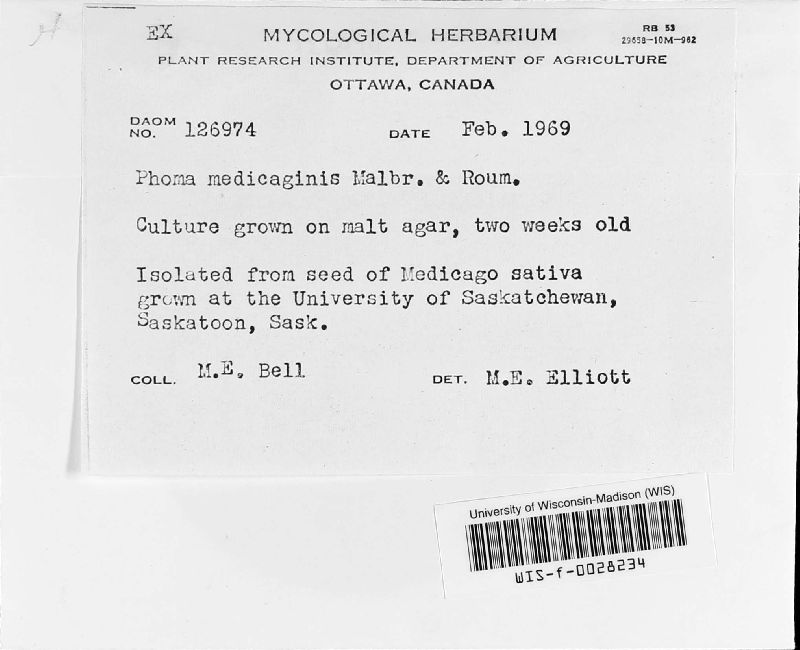 EX MYCOLOGICAL HERBARIUM RB 53
29658—10M—962
PLANT RESEARCH INSTITUTE, DEPARTMENT OF AGRICULTURE
OTTAWA, CANADA
DAOM NO. 126974 DATE Feb. 1969
Phoma medicaginis Malbr. & Roum.
Culture grown on malt agar, two weeks old
Isolated from seed of Medicago sativa
grown at the University of Saskatchewan,
Saskatoon, Sask.
COLL. M.E. Bell DET. M.E. Elliott
University of Wisconsin-Madison (WIS)
WIS-f-0028234